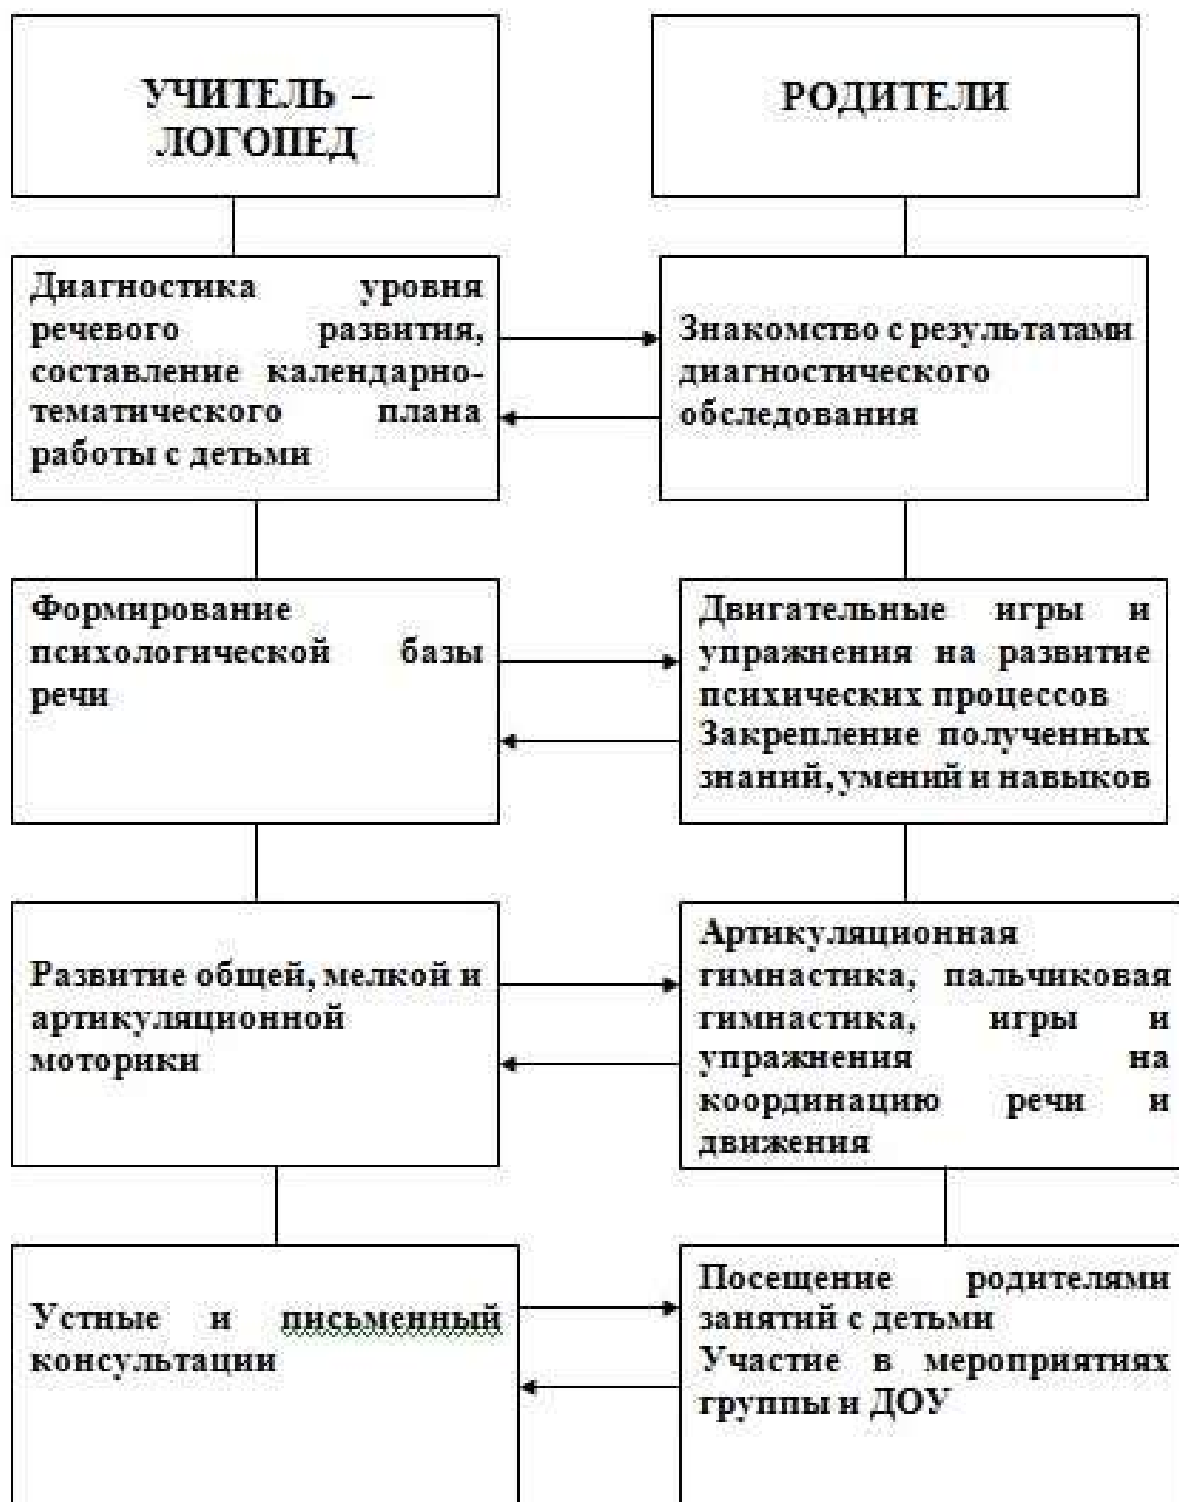 УЧИТЕЛЬ –
ЛОГОПЕД
РОДИТЕЛИ
Диагностика уровня
речевого развития,
составление календарно-
тематического плана
работы с детьми
Знакомство с результатами
диагностического
обследования
Формирование
психологической базы
речи
Двигательные игры и
упражнения на развитие
психических процессов
Закрепление полученных
знаний, умений и навыков
Развитие общей, мелкой и
артикуляционной
моторики
Артикуляционная
гимнастика, пальчиковая
гимнастика, игры и
упражнения на
координацию речи и
движения
Устные и письменный
консультации
Посещение родителями
занятий с детьми
Участие в мероприятиях
группы и ДОУ